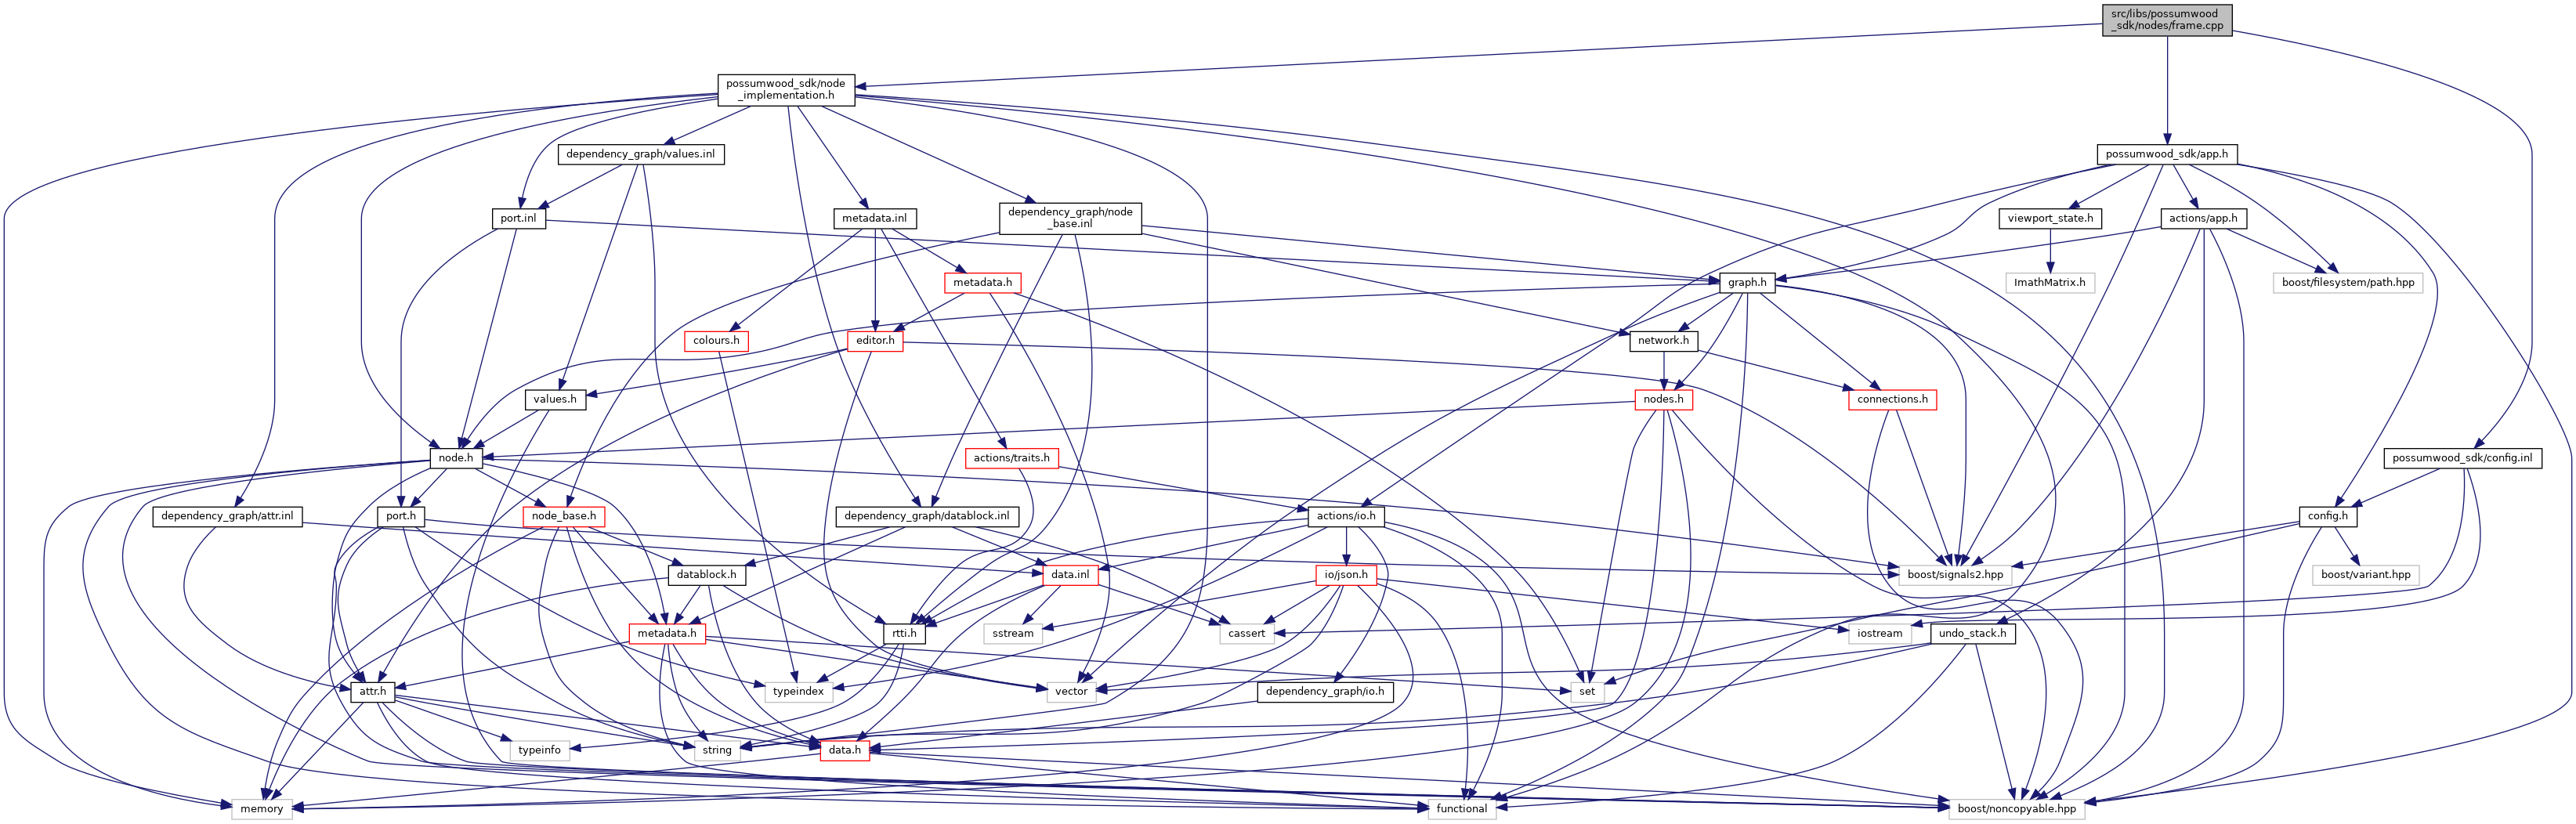 src/libs/possumwood
_sdk/nodes/frame.cpp
possumwood_sdk/node
_implementation.h
dependency_graph/values.inl
possumwood_sdk/app.h
port.inl
metadata.inl
dependency_graph/node
_base.inl
viewport_state.h
actions/app.h
metadata.h
graph.h
ImathMatrix.h
boost/filesystem/path.hpp
colours.h
editor.h
network.h
values.h
nodes.h
connections.h
node.h
actions/traits.h
possumwood_sdk/config.inl
dependency_graph/attr.inl
port.h
node_base.h
dependency_graph/datablock.inl
actions/io.h
config.h
datablock.h
data.inl
io/json.h
boost/signals2.hpp
boost/variant.hpp
metadata.h
rtti.h
sstream
cassert
iostream
undo_stack.h
attr.h
typeindex
vector
dependency_graph/io.h
set
typeinfo
string
data.h
memory
functional
boost/noncopyable.hpp